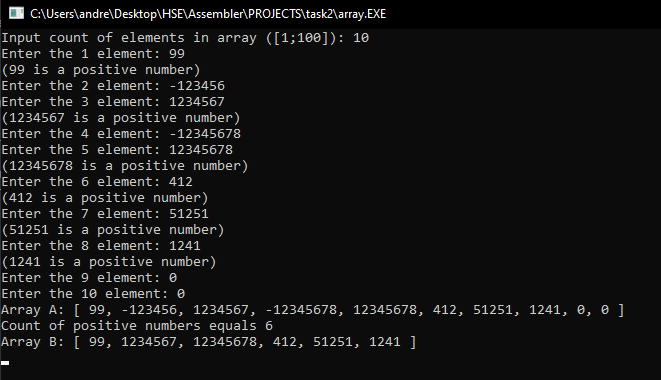 C:\Users\andre\Desktop\HSE\Assembler\PROJECTS\task2\array.EXE
Input count of elements in array ([1;100]): 10
Enter the 1 element: 99
(99 is a positive number)
Enter the 2 element: -123456
Enter the 3 element: 1234567
(1234567 is a positive number)
Enter the 4 element: -12345678
Enter the 5 element: 12345678
(12345678 is a positive number)
Enter the 6 element: 412
(412 is a positive number)
Enter the 7 element: 51251
(51251 is a positive number)
Enter the 8 element: 1241
(1241 is a positive number)
Enter the 9 element: 0
Enter the 10 element: 0
Array A: [ 99, -123456, 1234567, -12345678, 12345678, 412, 51251, 1241, 0, 0 ]
Count of positive numbers equals 6
Array B: [ 99, 1234567, 12345678, 412, 51251, 1241 ]